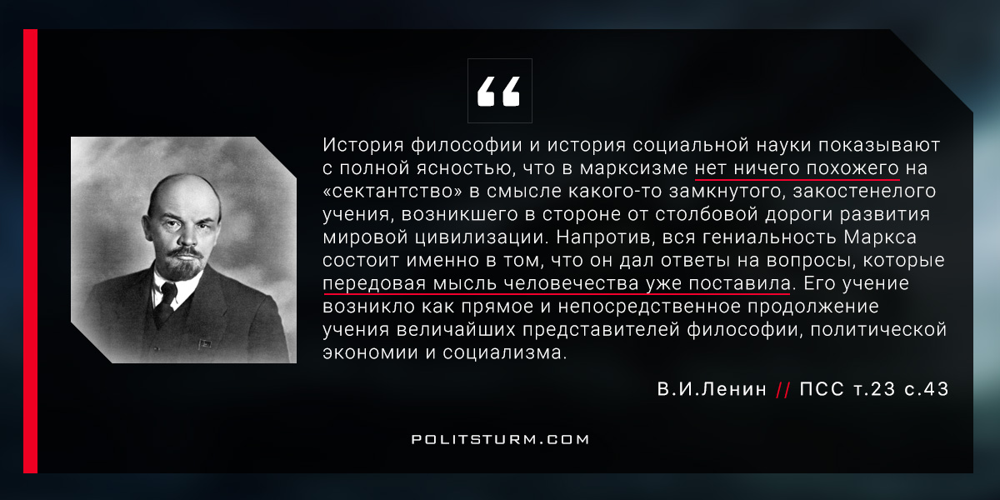 “
История философии и история социальной науки показывают
с полной ясностью, что в марксизме нет ничего похожего на
«сектантство» в смысле какого-то замкнутого, закостенелого
учения, возникшего в стороне от столбовой дороги развития
мировой цивилизации. Напротив, вся гениальность Маркса
состоит именно в том, что он дал ответы на вопросы, которые
передовая мысль человечества уже поставила. Его учение
возникло как прямое и непосредственное продолжение
учения величайших представителей философии, политической
экономии и социализма.
В.И.Ленин // ПСС т.23 с.43
POLITSTURM.COM